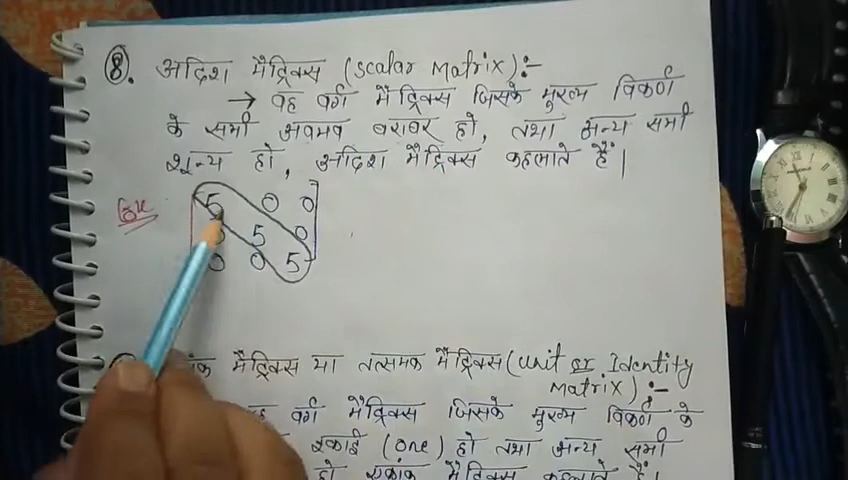 8. अदिश मैट्रिक्स (Scalar Matrix):-
→ वह वर्ग मैट्रिक्स जिसके मुख्य विकर्ण
के सभी अवयव बराबर हो, तथा अन्य सभी
शून्य हो, अदिश मैट्रिक्स कहलाते हैं।
5 0 0
5 0
0 0 5
मैट्रिक्स या तत्समक मैट्रिक्स (unit or Identity
Matrix):-
वर्ग मैट्रिक्स जिसके मुख्य विकर्ण के
इकाई (one) हो तथा अन्य सभी
हो एकांक मैट्रिक्स कहलाते हैं।